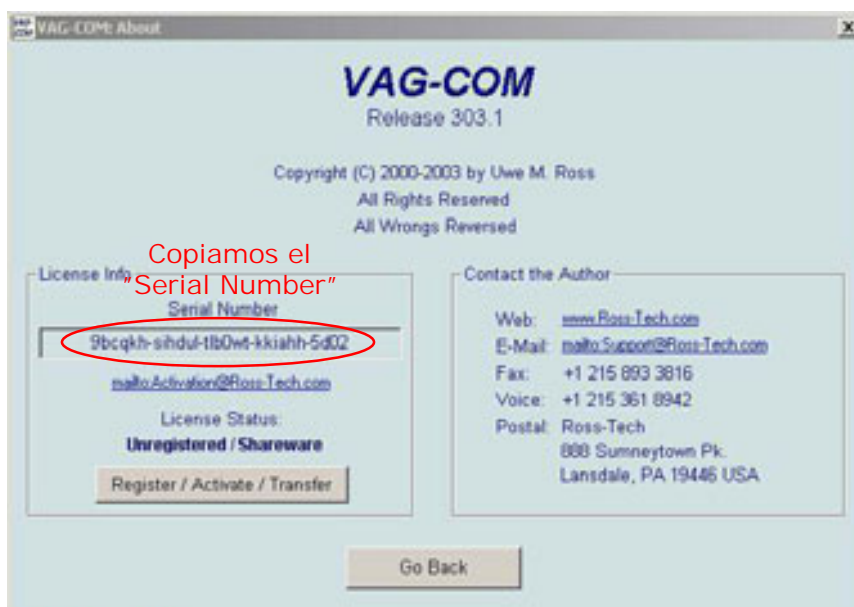 VAG-COM: About
VAG-COM
Release 303.1
Copyright (C) 2000-2003 by Uwe M. Ross
All Rights Reserved
All Wrongs Reversed
Copiamos el
"Serial Number"
License Info
Serial Number
9bcqkh-sihdul-tlb0wt-kkiahh-5d02
mailto:Activation@Ross-Tech.com
License Status:
Unregistered / Shareware
Register / Activate / Transfer
Contact the Author
Web: www.Ross-Tech.com
E-Mail: mailto:Support@Ross-Tech.com
Fax: +1 215 893 3816
Voice: +1 215 361 8942
Postal: Ross-Tech
888 Sumneytown Pk.
Lansdale, PA 19446 USA
Go Back